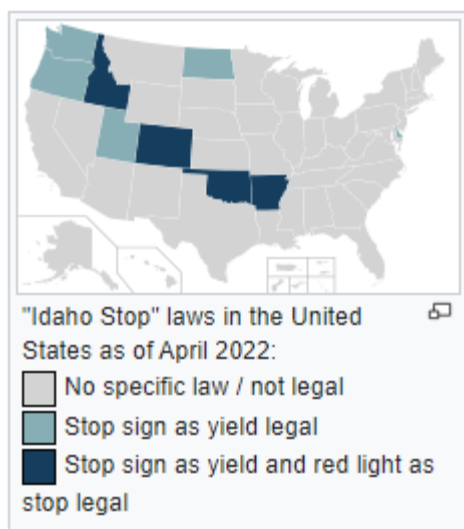 "Idaho Stop" laws in the United
States as of April 2022:
No specific law / not legal
Stop sign as yield legal
Stop sign as yield and red light as
stop legal